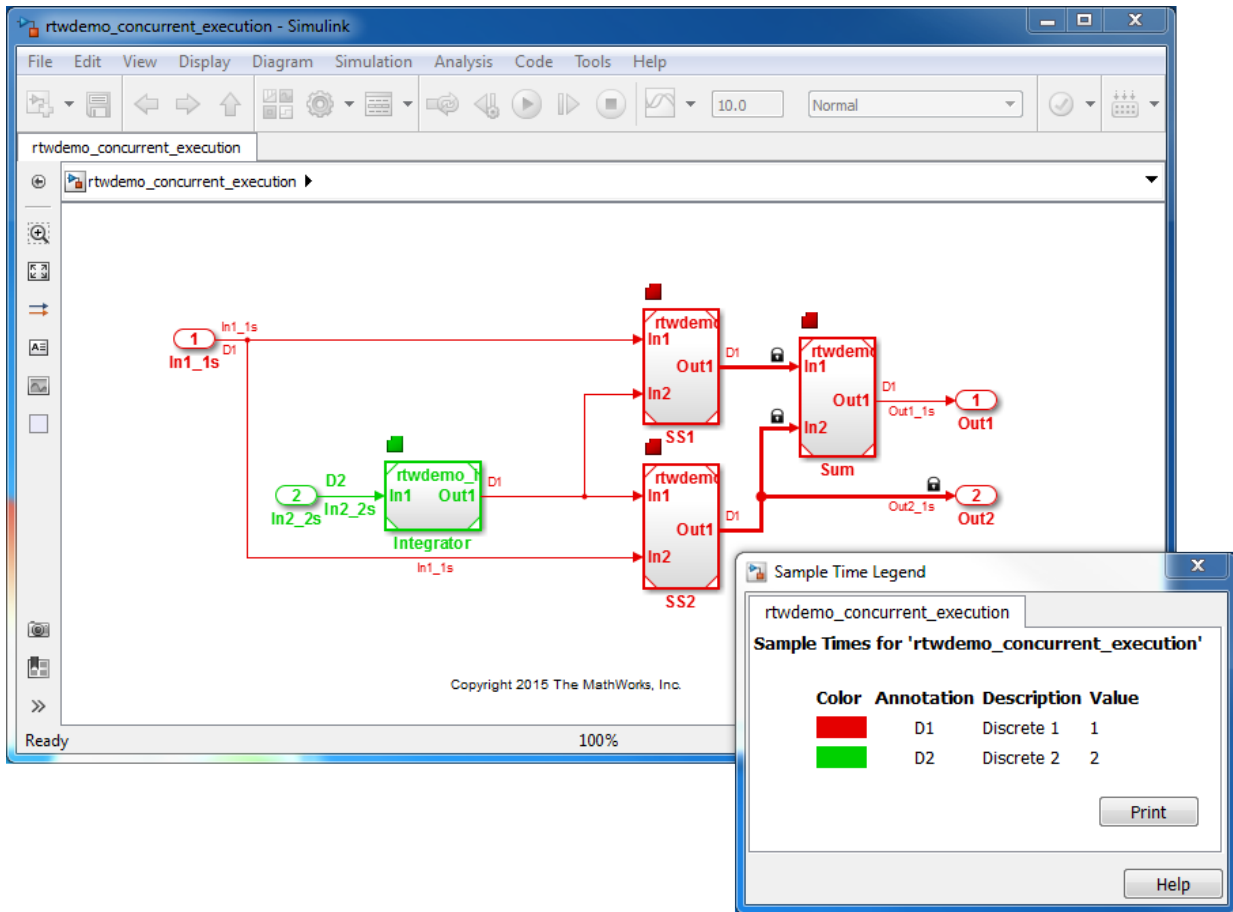 rtwdemo_concurrent_execution - Simulink
File Edit View Display Diagram Simulation Analysis Code Tools Help
10.0 Normal
rtwdemo_concurrent_execution
rtwdemo_concurrent_execution
rtwdemo
In1
Out1
In2
SS1
D1
1
In1_1s
In1_1s
D1
rtwdemo
In1
Out1
In2
Sum
D1
Out1_1s
1
Out1
2
In2_2s
D2
In2_2s
rtwdemo_
In1 Out1
Integrator
D1
In1_1s
rtwdemo
In1
Out1
In2
SS2
D1
Out2_1s
2
Out2
Copyright 2015 The MathWorks, Inc.
Ready 100%
Sample Time Legend
rtwdemo_concurrent_execution
Sample Times for 'rtwdemo_concurrent_execution'
Color Annotation Description Value
D1 Discrete 1 1
D2 Discrete 2 2
Print
Help